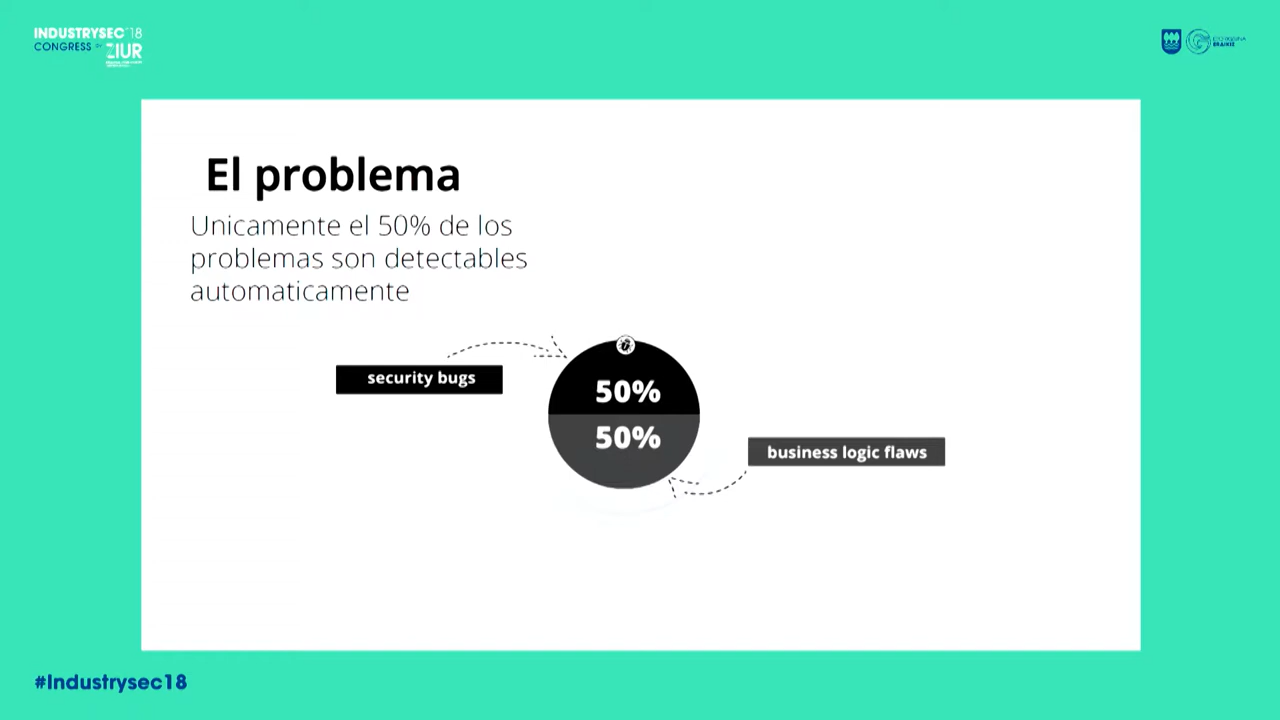 INDUSTRYSEC'18
CONGRESS BY ZIUR
El problema
Unicamente el 50% de los
problemas son detectables
automaticamente
security bugs
50%
50%
business logic flaws
#Industrysec18